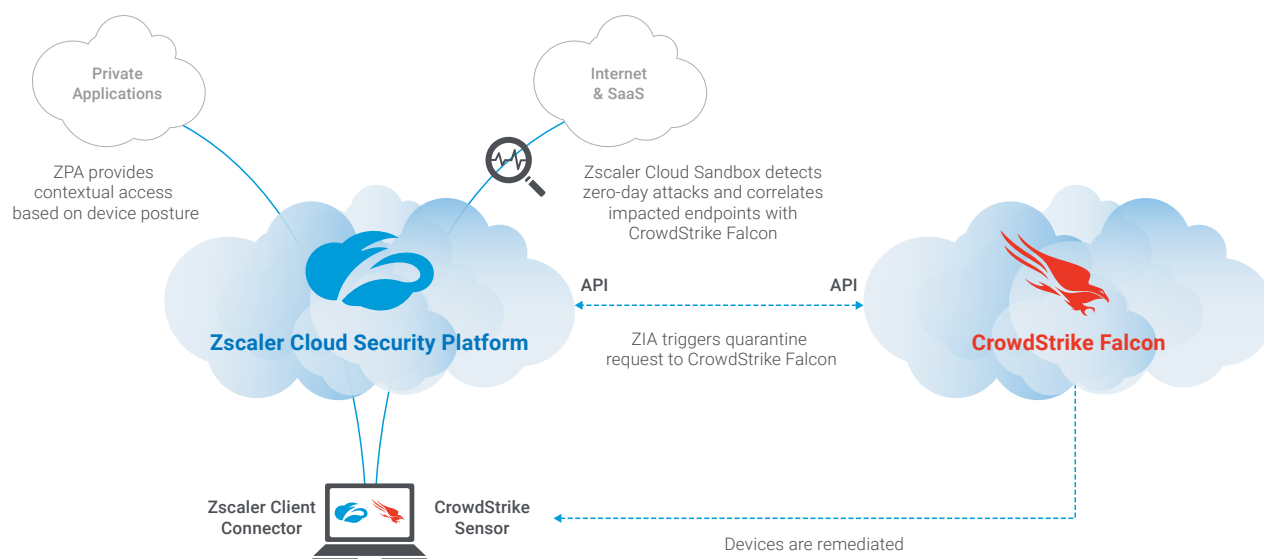 Private
Applications
Internet
& SaaS
ZPA provides
contextual access
based on device posture
Zscaler Cloud Sandbox detects
zero-day attacks and correlates
impacted endpoints with
CrowdStrike Falcon
API
API
Zscaler Cloud Security Platform
ZIA triggers quarantine
request to CrowdStrike Falcon
CrowdStrike Falcon
Zscaler Client
Connector
CrowdStrike
Sensor
Devices are remediated